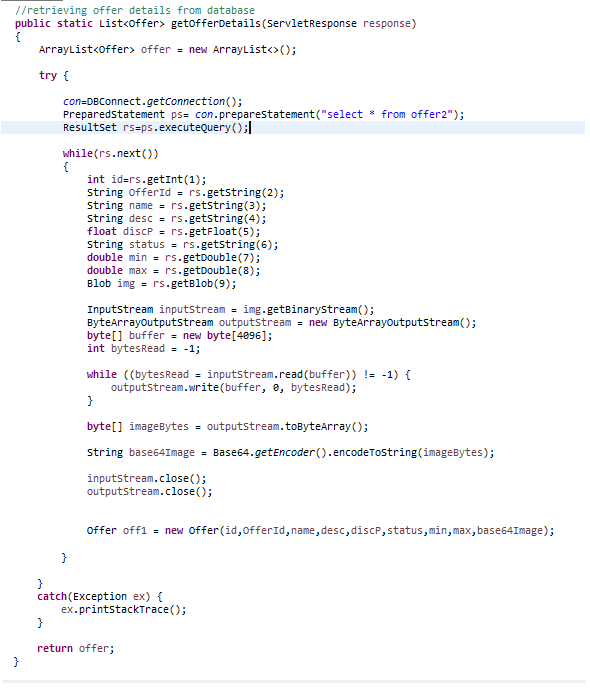 //retrieving offer details from database
public static List<Offer> getOfferDetails(ServletResponse response)
{
ArrayList<Offer> offer = new ArrayList<>();
try {
con=DBConnect.getConnection();
PreparedStatement ps= con.prepareStatement("select * from offer2");
ResultSet rs=ps.executeQuery();
while(rs.next())
{
int id=rs.getInt(1);
String OfferId = rs.getString(2);
String name = rs.getString(3);
String desc = rs.getString(4);
float discP = rs.getFloat(5);
String status = rs.getString(6);
double min = rs.getDouble(7);
double max = rs.getDouble(8);
Blob img = rs.getBlob(9);
InputStream inputStream = img.getBinaryStream();
ByteArrayOutputStream outputStream = new ByteArrayOutputStream();
byte[] buffer = new byte[4096];
int bytesRead = -1;
while ((bytesRead = inputStream.read(buffer)) != -1) {
outputStream.write(buffer, 0, bytesRead);
}
byte[] imageBytes = outputStream.toByteArray();
String base64Image = Base64.getEncoder().encodeToString(imageBytes);
inputStream.close();
outputStream.close();
Offer off1 = new Offer(id,OfferId,name,desc,discP,status,min,max,base64Image);
}
}
catch(Exception ex) {
ex.printStackTrace();
}
return offer;
}